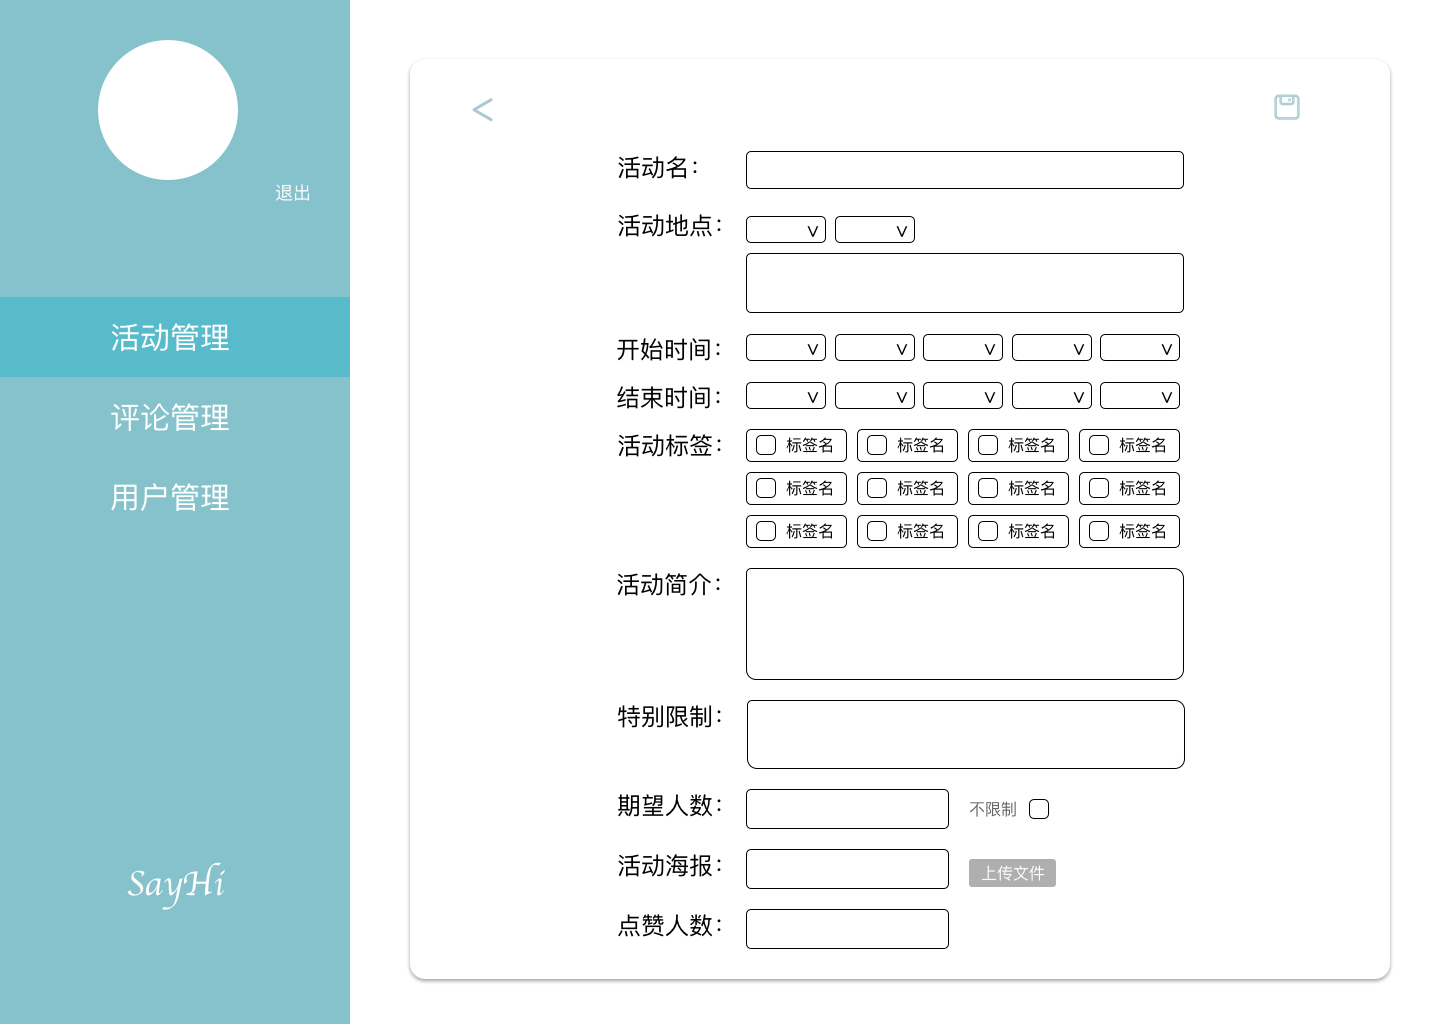 退出
活动管理
评论管理
用户管理
SayHi
<
活动名：
活动地点： v v
开始时间： v v v v v
结束时间： v v v v v
活动标签： 标签名 标签名 标签名 标签名
标签名 标签名 标签名 标签名
标签名 标签名 标签名 标签名
活动简介：
特别限制：
期望人数： 不限制
活动海报： 上传文件
点赞人数：